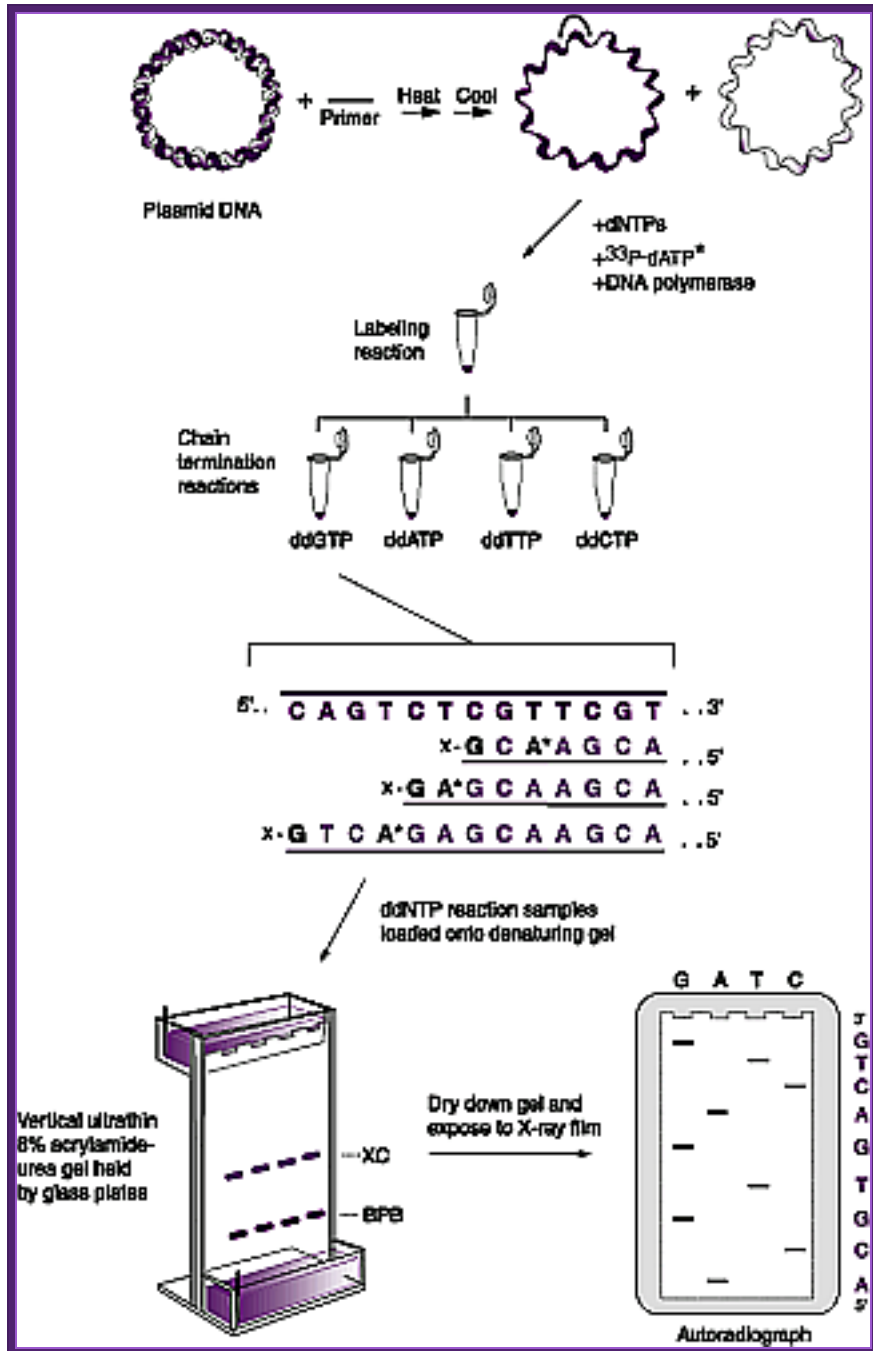 + Primer Heat Cool +
Plasmid DNA
+dNTPs
+33P-dATP*
+DNA polymerase
Labeling
reaction
Chain
termination
reactions
ddGTP ddATP ddTTP ddCTP
5'.. C A G T C T C G T T C G T ..3'
X-G C A*A G C A ..5'
X-G A*G C A A G C A ..5'
X-G T C A*G A G C A A G C A ..5'
ddNTP reaction samples
loaded onto denaturing gel
Vertical ultrathin
8% acrylamide-
urea gel held
by glass plates
XC
BPB
Dry down gel and
expose to X-ray film
G A T C
3'
G
T
C
A
G
T
G
C
A
5'
Autoradiograph